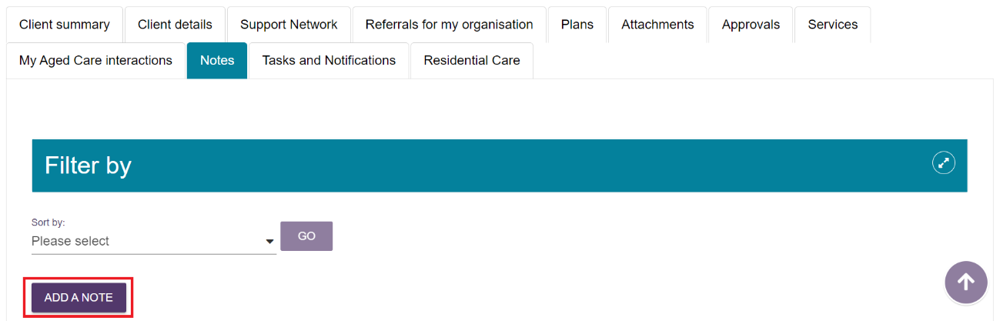 Client summary Client details Support Network Referrals for my organisation Plans Attachments Approvals Services
My Aged Care interactions Notes Tasks and Notifications Residential Care
Filter by
Sort by:
Please select GO
ADD A NOTE